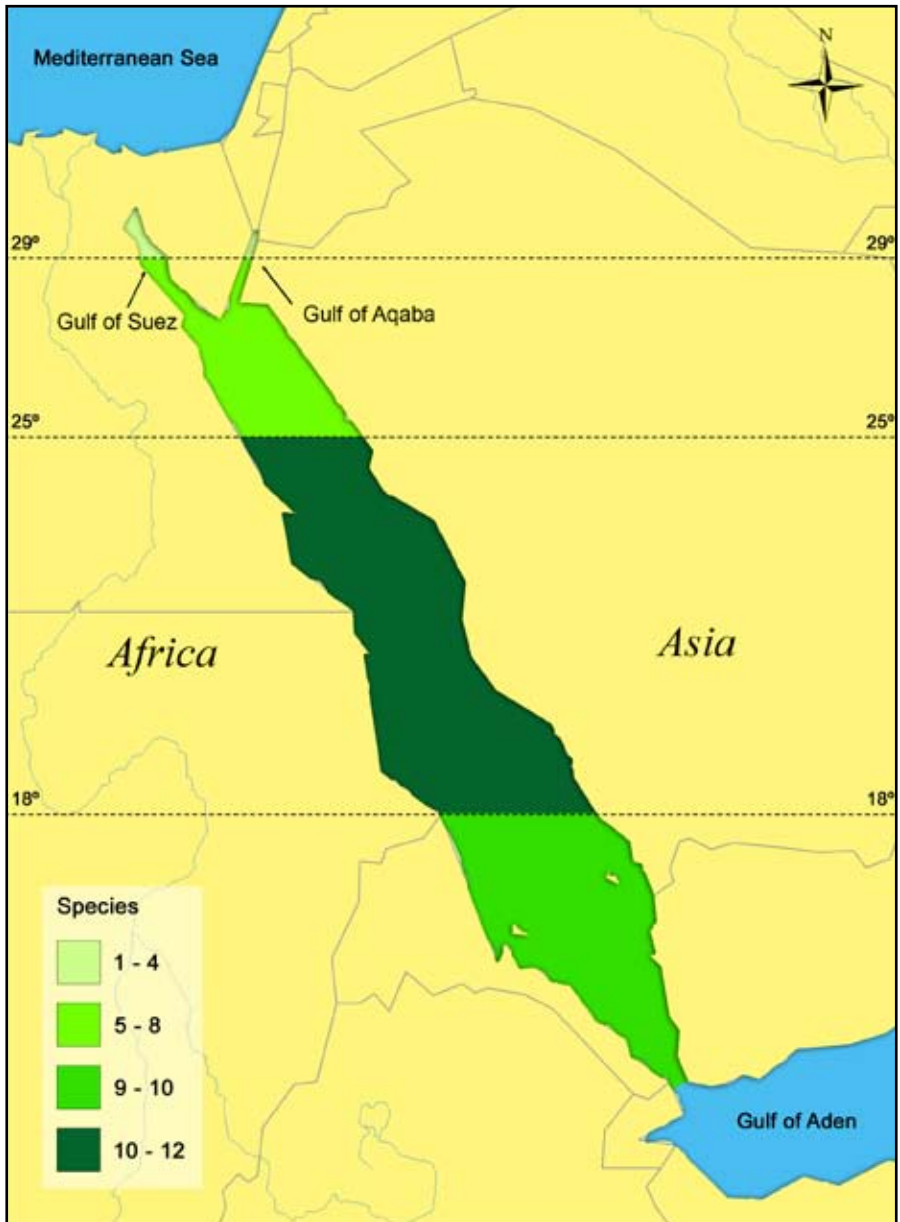 Mediterranean Sea
N
29º 29º
Gulf of Suez
Gulf of Aqaba
25º 25º
Africa
Asia
18º 18º
Species
1 - 4
5 - 8
9 - 10
10 - 12
Gulf of Aden